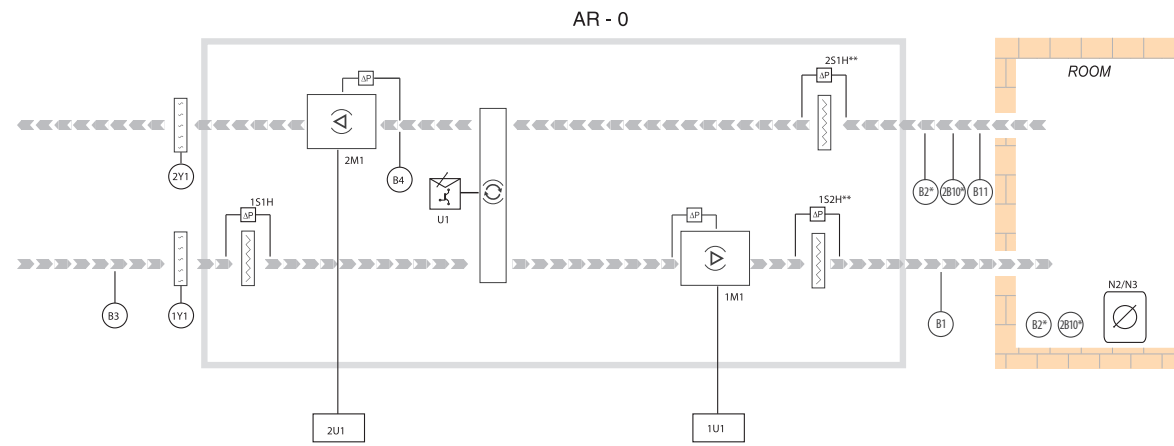 AR - 0
2S1H**
ΔP
ΔP
ROOM
2M1
2Y1
B4
B2*
2B10*
B11
U1
1S1H
1S2H**
ΔP
ΔP
ΔP
N2/N3
1M1
B3
1Y1
B1
B2*
2B10*
2U1
1U1